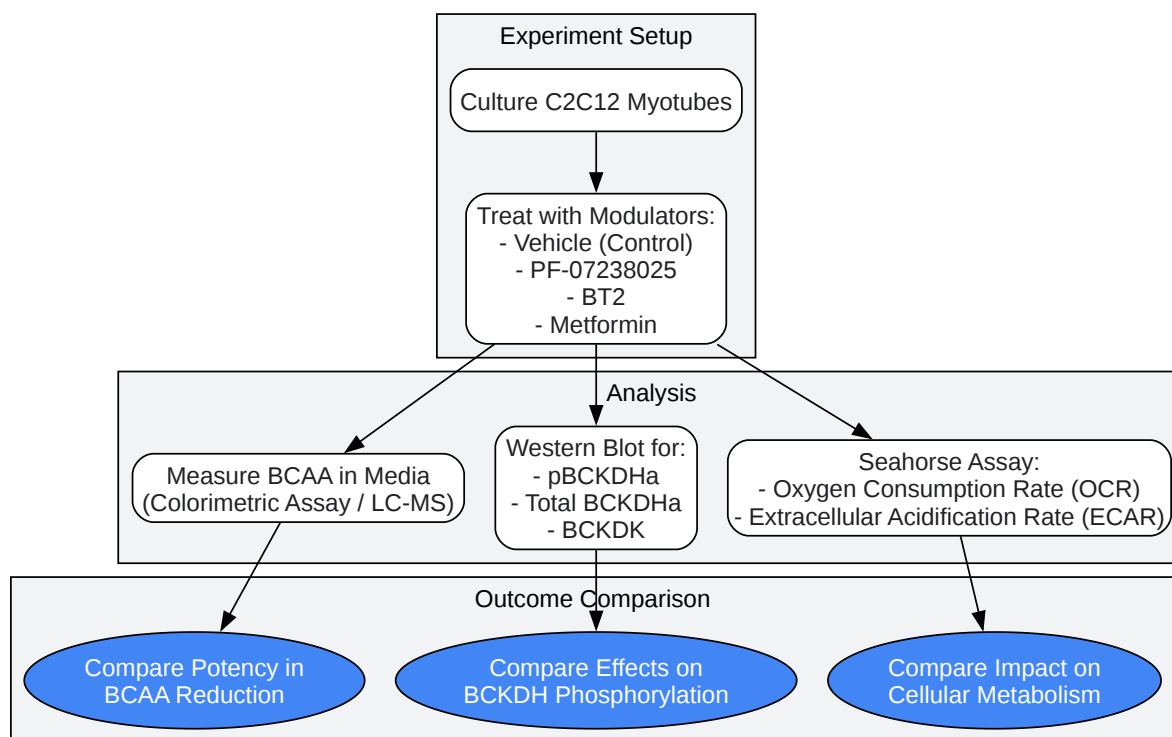 Experiment Setup
Culture C2C12 Myotubes
Treat with Modulators:
- Vehicle (Control)
- PF-07238025
- BT2
- Metformin
Analysis
Measure BCAA in Media
(Colorimetric Assay / LC-MS)
Western Blot for:
- pBCKDHa
- Total BCKDHa
- BCKDK
Seahorse Assay:
- Oxygen Consumption Rate (OCR)
- Extracellular Acidification Rate (ECAR)
Outcome Comparison
Compare Potency in
BCAA Reduction
Compare Effects on
BCKDH Phosphorylation
Compare Impact on
Cellular Metabolism